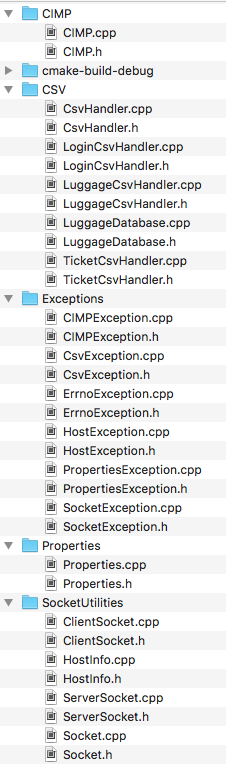 CIMP
CIMP.cpp
CIMP.h
cmake-build-debug
CSV
CsvHandler.cpp
CsvHandler.h
LoginCsvHandler.cpp
LoginCsvHandler.h
LuggageCsvHandler.cpp
LuggageCsvHandler.h
LuggageDatabase.cpp
LuggageDatabase.h
TicketCsvHandler.cpp
TicketCsvHandler.h
Exceptions
CIMPException.cpp
CIMPException.h
CsvException.cpp
CsvException.h
ErrnoException.cpp
ErrnoException.h
HostException.cpp
HostException.h
PropertiesException.cpp
PropertiesException.h
SocketException.cpp
SocketException.h
Properties
Properties.cpp
Properties.h
SocketUtilities
ClientSocket.cpp
ClientSocket.h
HostInfo.cpp
HostInfo.h
ServerSocket.cpp
ServerSocket.h
Socket.cpp
Socket.h